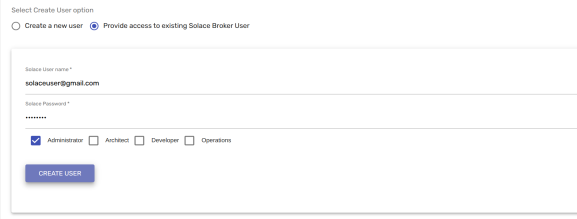 Select Create User option
Create a new user Provide access to existing Solace Broker User
Solace User name *
solaceuser@gmail.com
Solace Password *
••••••••
Administrator Architect Developer Operations
CREATE USER